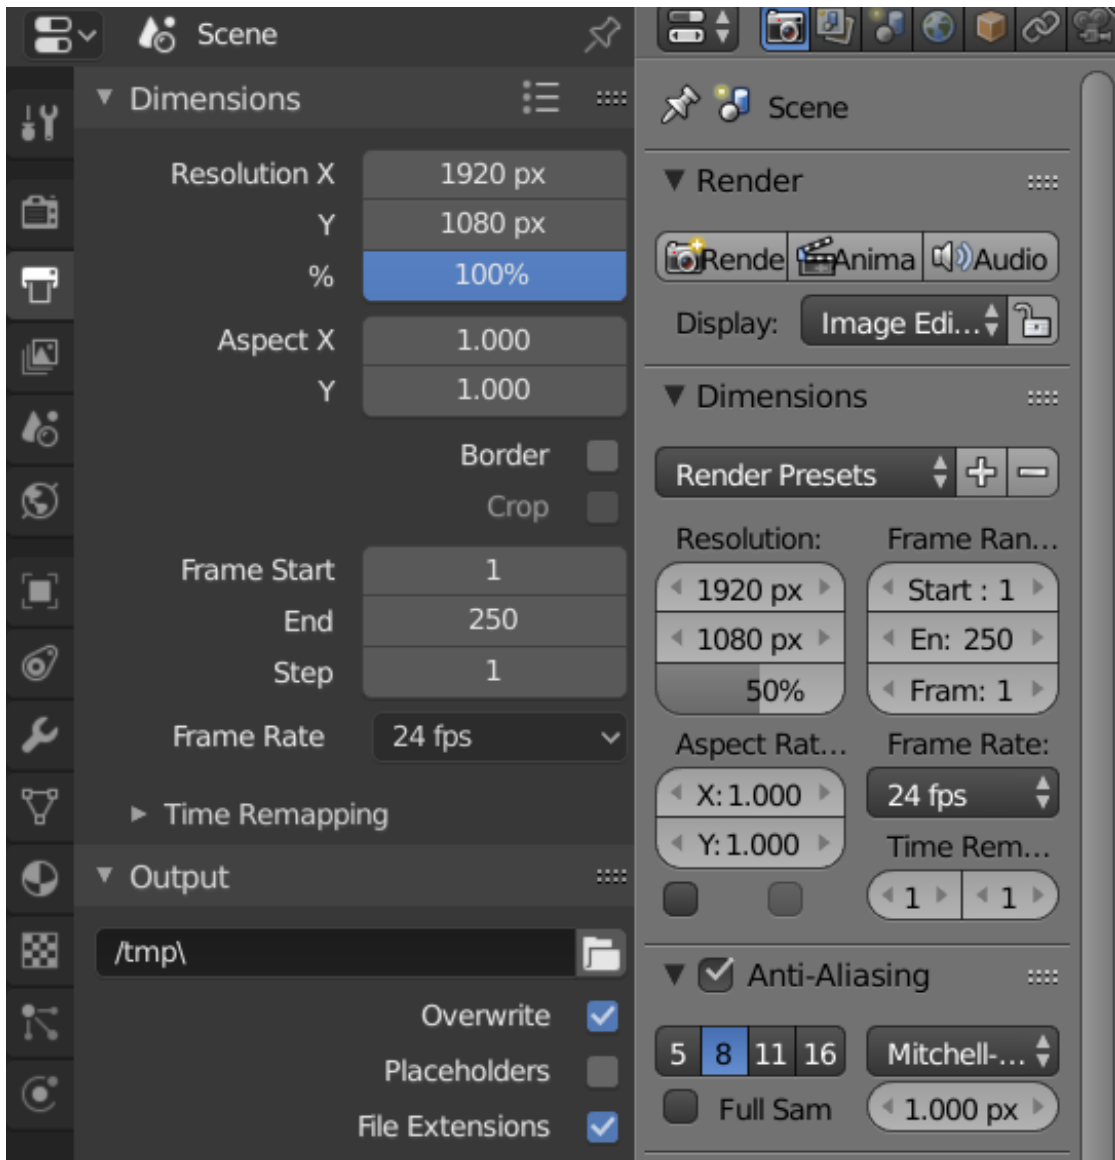 Scene
Dimensions
Resolution X 1920 px
Y 1080 px
% 100%
Aspect X 1.000
Y 1.000
Border
Crop
Frame Start 1
End 250
Step 1
Frame Rate 24 fps
Time Remapping
Output
/tmp\
Overwrite
Placeholders
File Extensions
Scene
Render
Rende Anima Audio
Display: Image Edi...
Dimensions
Render Presets
Resolution: Frame Ran...
1920 px Start : 1
1080 px En: 250
50% Fram: 1
Aspect Rat... Frame Rate:
X: 1.000 24 fps
Y: 1.000 Time Rem...
1 1
Anti-Aliasing
5 8 11 16 Mitchell-...
Full Sam 1.000 px